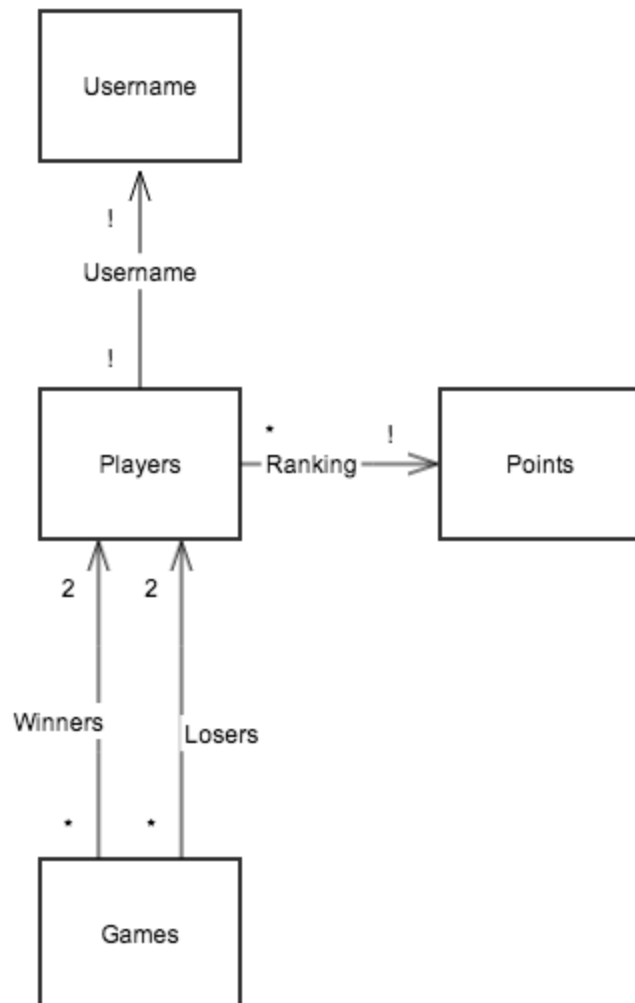 Username
!
Username
!
Players
*
!
Ranking
Points
2
2
Winners
Losers
*
*
Games